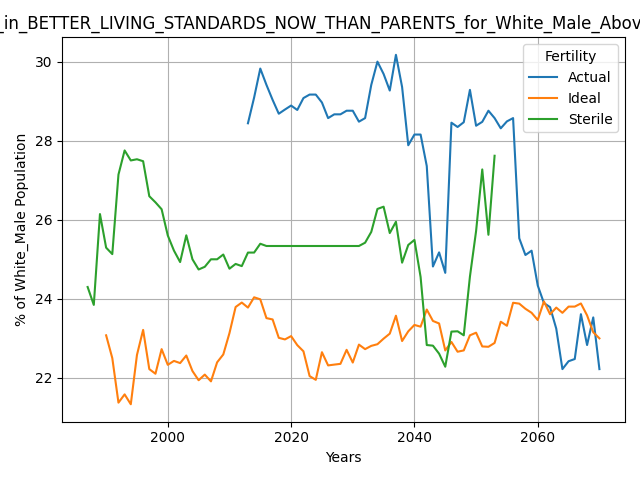 _in_BETTER_LIVING_STANDARDS_NOW_THAN_PARENTS_for_White_Male_Abov
Fertility
Actual
Ideal
Sterile
% of White_Male Population
30
28
26
24
22
2000
2020
2040
2060
Years